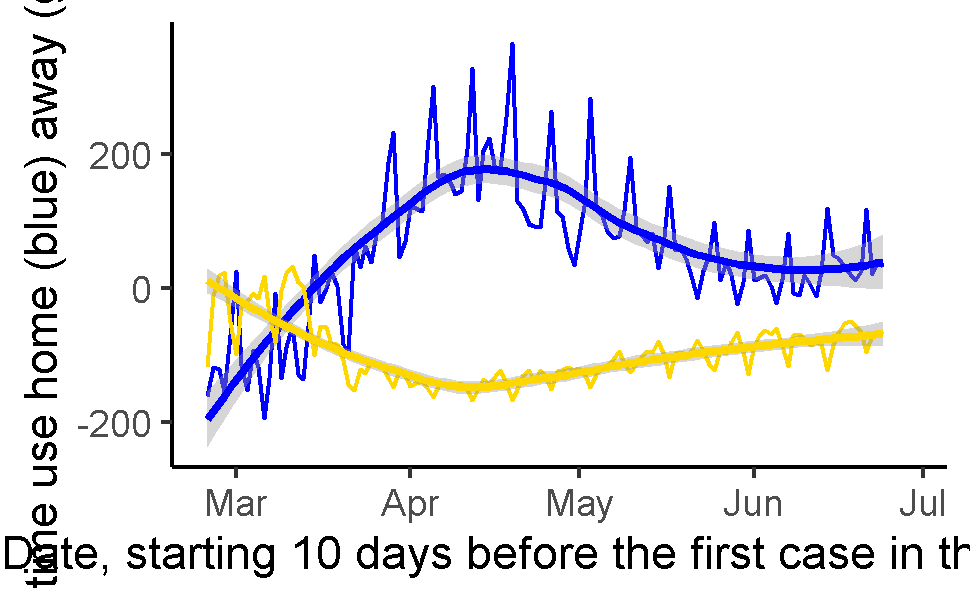 time use home (blue) away (
200
0
-200
Mar Apr May Jun Jul
Date, starting 10 days before the first case in